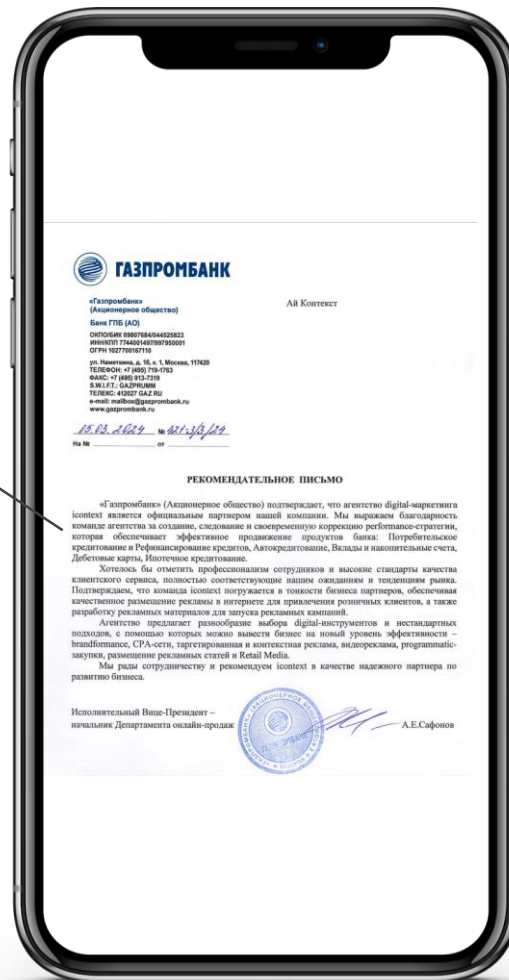 ГАЗПРОМБАНК
«Газпромбанк»
(Акционерное общество)
Банк ГПБ (АО)
ОКПО/БИК 09807684/044525823
ИНН/КПП 7744001497/997950001
ОГРН 1027700167110
ул. Наметкина, д. 16, к. 1, Москва, 117420
ТЕЛЕФОН: +7 (495) 719-1763
ФАКС: +7 (495) 913-7319
S.W.I.F.T.: GAZPRUMM
ТЕЛЕКС: 412027 GAZ RU
e-mail: mailbox@gazprombank.ru
www.gazprombank.ru
Ай Контекст
05.03.2024 № 421-3/3/24
На № от
РЕКОМЕНДАТЕЛЬНОЕ ПИСЬМО
«Газпромбанк» (Акционерное общество) подтверждает, что агентство digital-маркетинга
icontext является официальным партнером нашей компании. Мы выражаем благодарность
команде агентства за создание, следование и своевременную коррекцию performance-стратегии,
которая обеспечивает эффективное продвижение продуктов банка: Потребительское
кредитование и Рефинансирование кредитов, Автокредитование, Вклады и накопительные счета,
Дебетовые карты, Ипотечное кредитование.
Хотелось бы отметить профессионализм сотрудников и высокие стандарты качества
клиентского сервиса, полностью соответствующие нашим ожиданиям и тенденциям рынка.
Подтверждаем, что команда icontext погружается в тонкости бизнеса партнеров, обеспечивая
качественное размещение рекламы в интернете для привлечения розничных клиентов, а также
разработку рекламных материалов для запуска рекламных кампаний.
Агентство предлагает разнообразие выбора digital-инструментов и нестандартных
подходов, с помощью которых можно вывести бизнес на новый уровень эффективности –
brandformance, CPA-сети, таргетированная и контекстная реклама, видеореклама, programmatic-
закупки, размещение рекламных статей и Retail Media.
Мы рады сотрудничеству и рекомендуем icontext в качестве надежного партнера по
развитию бизнеса.
Исполнительный Вице-Президент –
начальник Департамента онлайн-продаж
А.Е.Сафонов